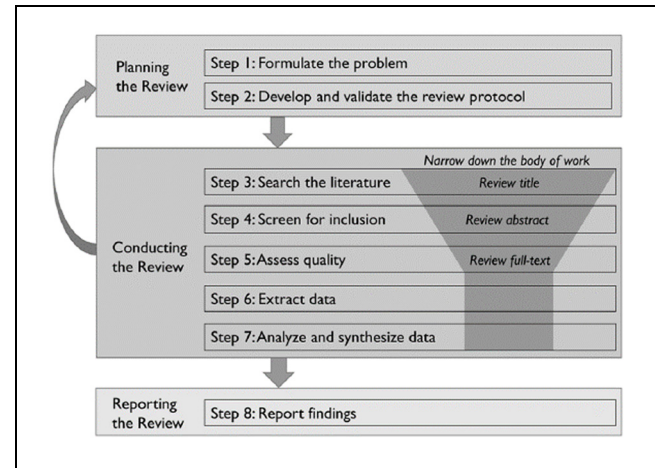 Planning
the Review
Step 1: Formulate the problem
Step 2: Develop and validate the review protocol
Narrow down the body of work
Conducting
the Review
Step 3: Search the literature
Review title
Step 4: Screen for inclusion
Review abstract
Step 5: Assess quality
Review full-text
Step 6: Extract data
Step 7: Analyze and synthesize data
Reporting
the Review
Step 8: Report findings